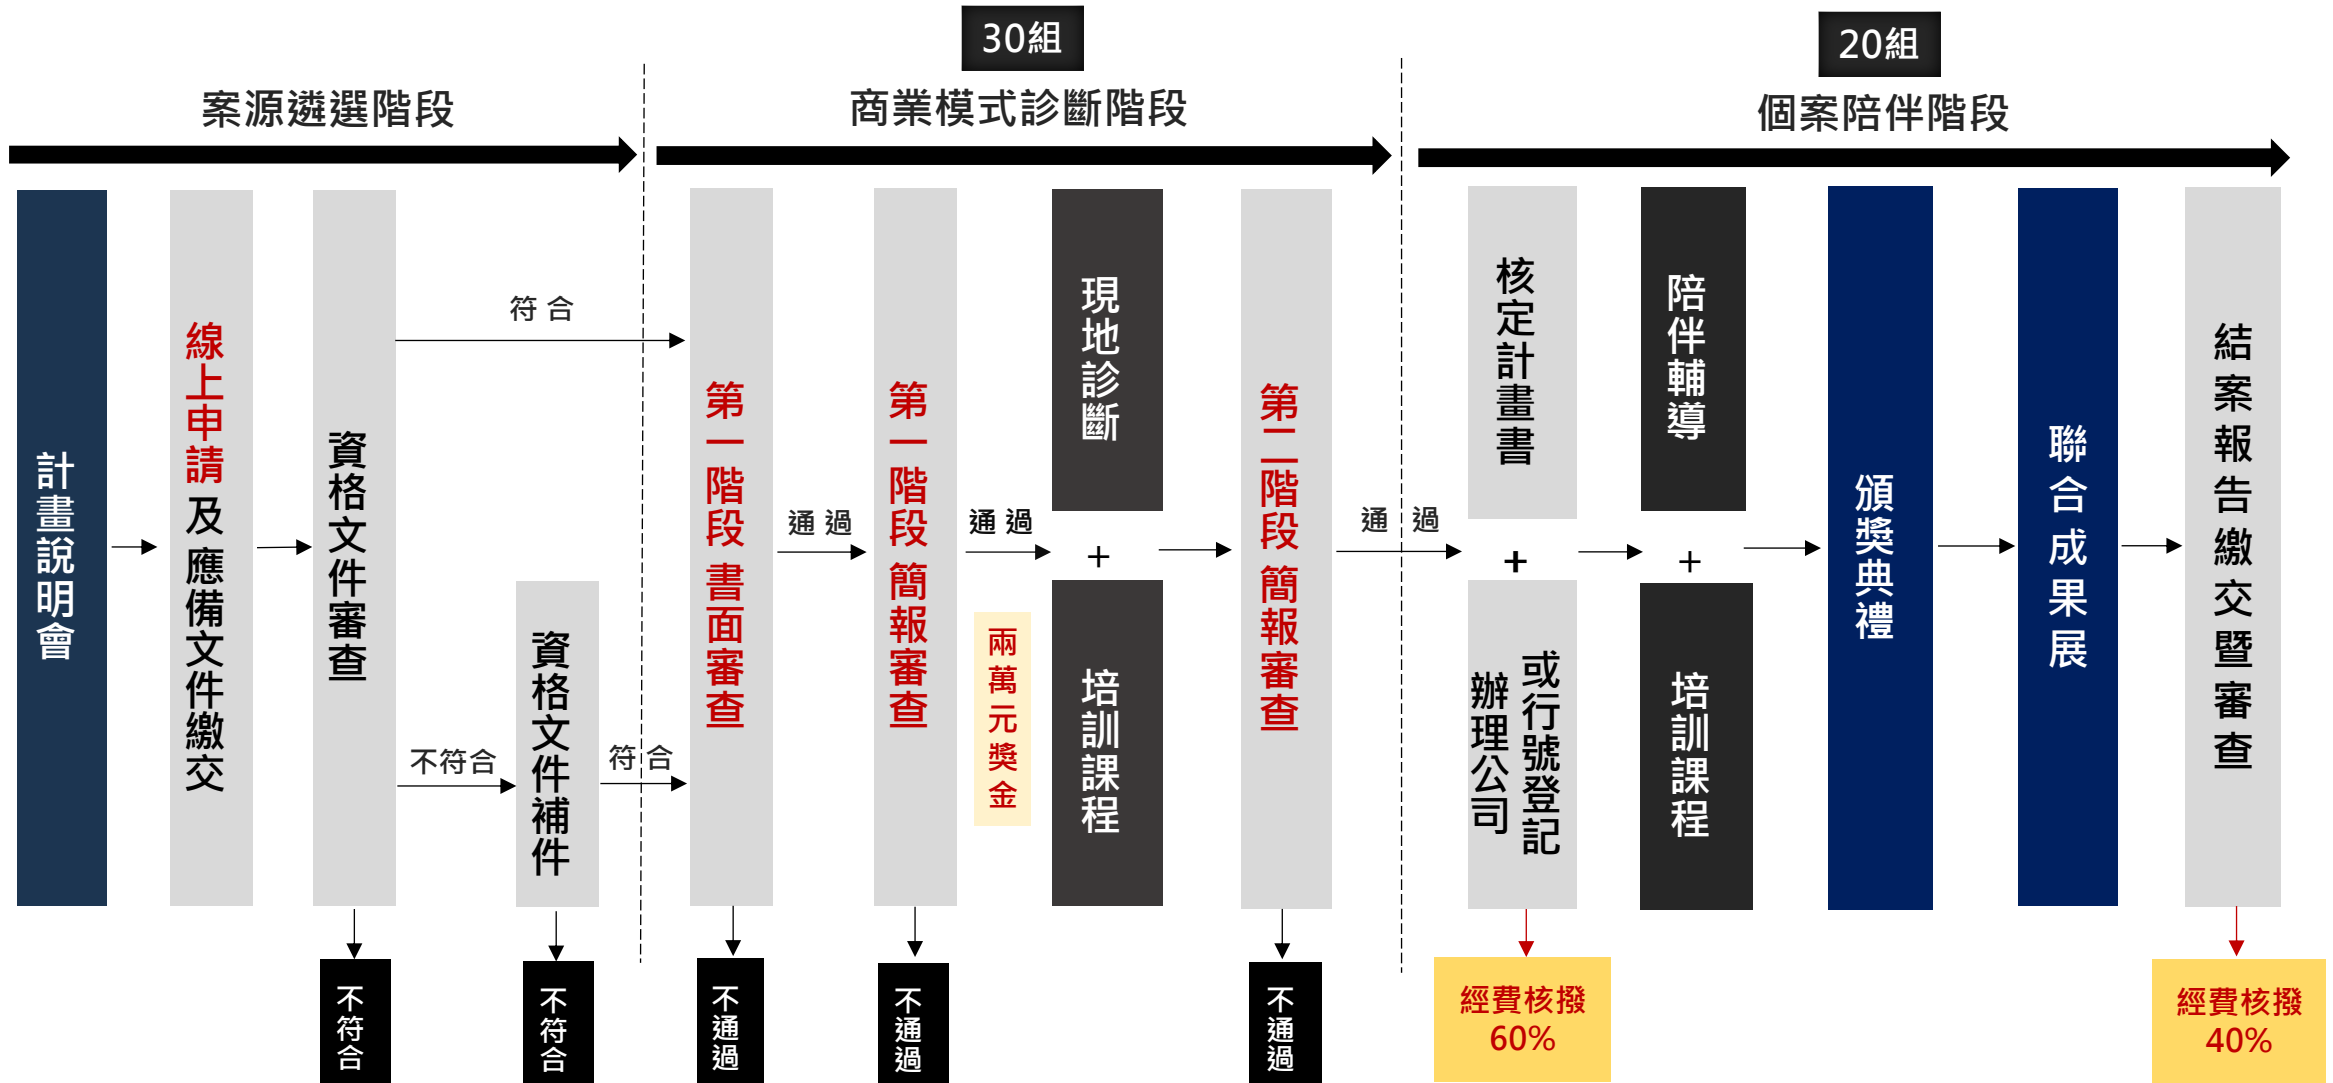 30組
20組
案源遴選階段
商業模式診斷階段
個案陪伴階段
計畫說明會
線上申請及應備文件繳交
資格文件審查
符合
不符合
資格文件補件
符合
第一階段書面審查
通過
第一階段簡報審查
通過
兩萬元獎金
現地診斷
+
培訓課程
第二階段簡報審查
通過
核定計畫書
+
辦理公司
或行號登記
陪伴輔導
+
培訓課程
頒獎典禮
聯合成果展
結案報告繳交暨審查
不符合
不符合
不通過
不通過
不通過
經費核撥
60%
經費核撥
40%